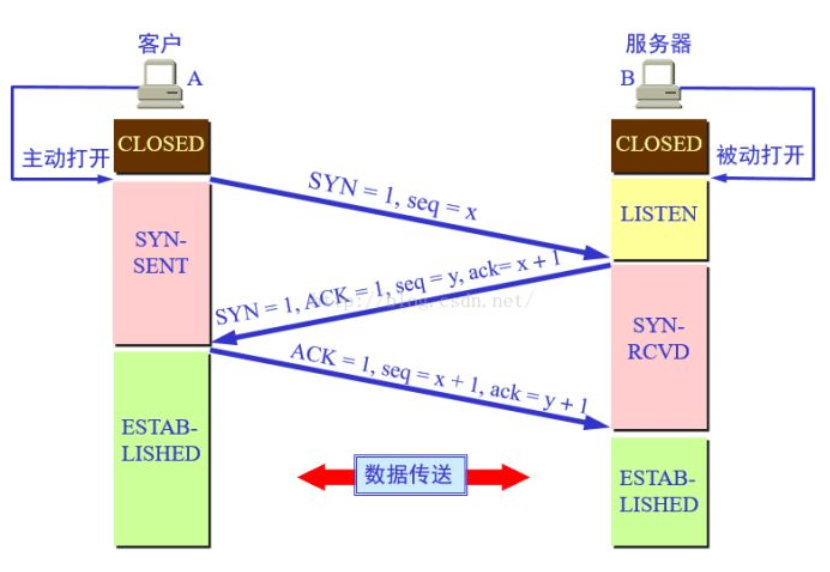 客户
服务器
A
B
CLOSED
CLOSED
主动打开
被动打开
SYN = 1, seq = x
LISTEN
SYN-
SENT
SYN = 1, ACK = 1, seq = y, ack= x + 1
http://blog.csdn.net/
SYN-
RCVD
ACK = 1, seq = x + 1, ack = y + 1
ESTAB-
LISHED
数据传送
ESTAB-
LISHED